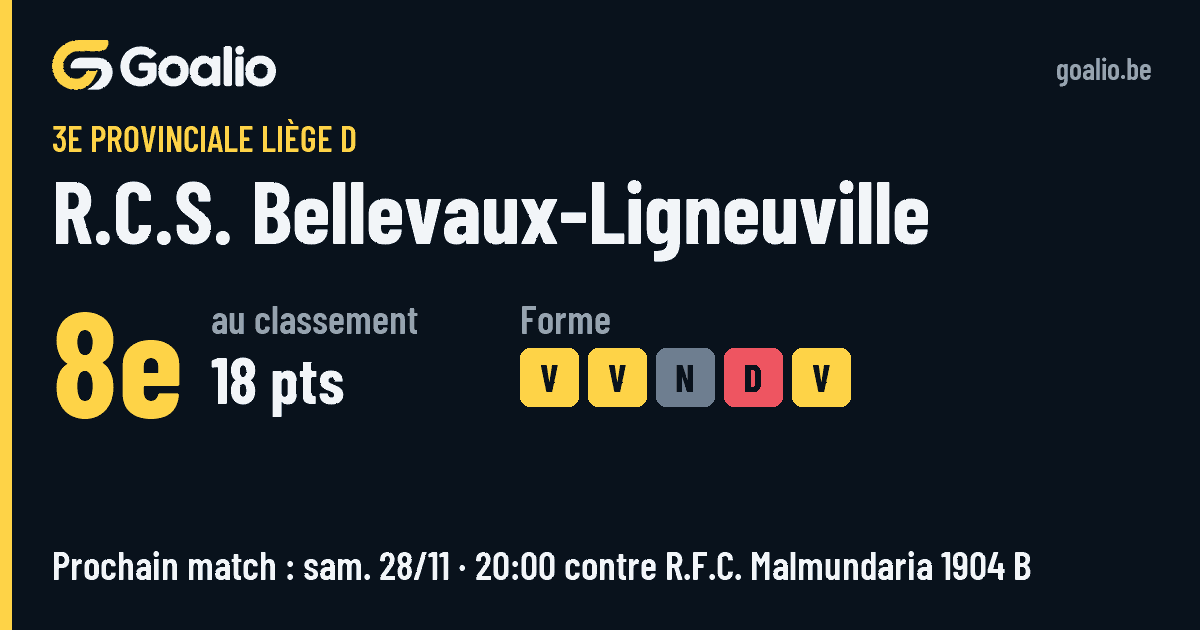 Goalio
goalio.be
3E PROVINCIALE LIÈGE D
R.C.S. Bellevaux-Ligneuville
8e
au classement
18 pts
Forme
V V N D V
Prochain match : sam. 28/11 · 20:00 contre R.F.C. Malmundaria 1904 B